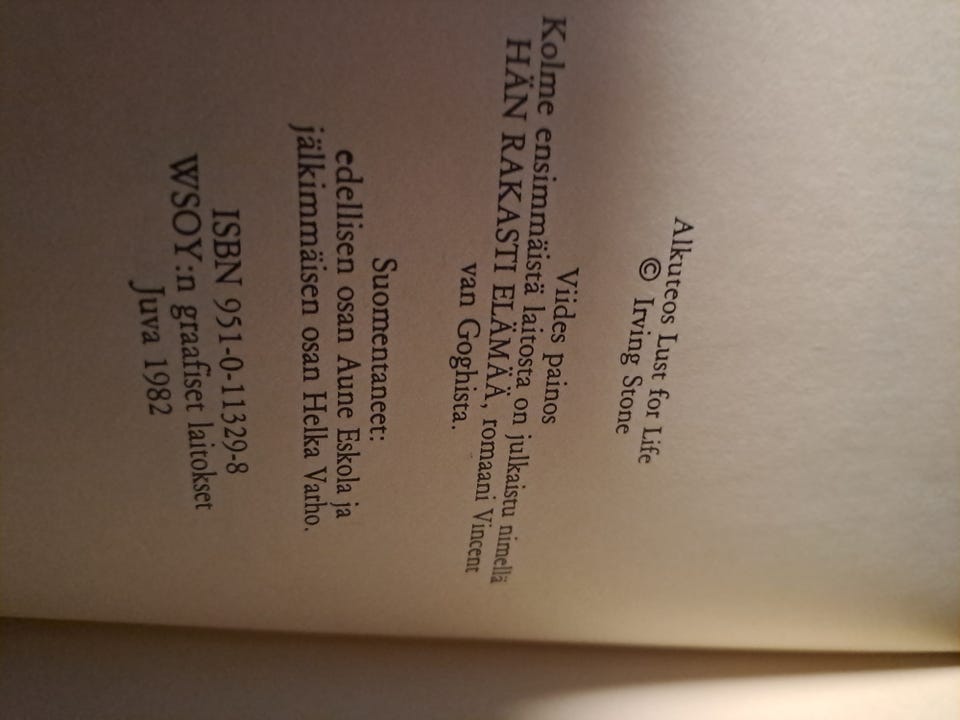 Alkuteos Lust for Life
© Irving Stone
Viides painos
Kolme ensimmäistä laitosta on julkaistu nimellä
HÄN RAKASTI ELÄMÄÄ, romaani Vincent
van Goghista.
Suomentaneet:
edellisen osan Aune Eskola ja
jälkimmäisen osan Helka Varho.
ISBN 951-0-11329-8
WSOY:n graafiset laitokset
Juva 1982